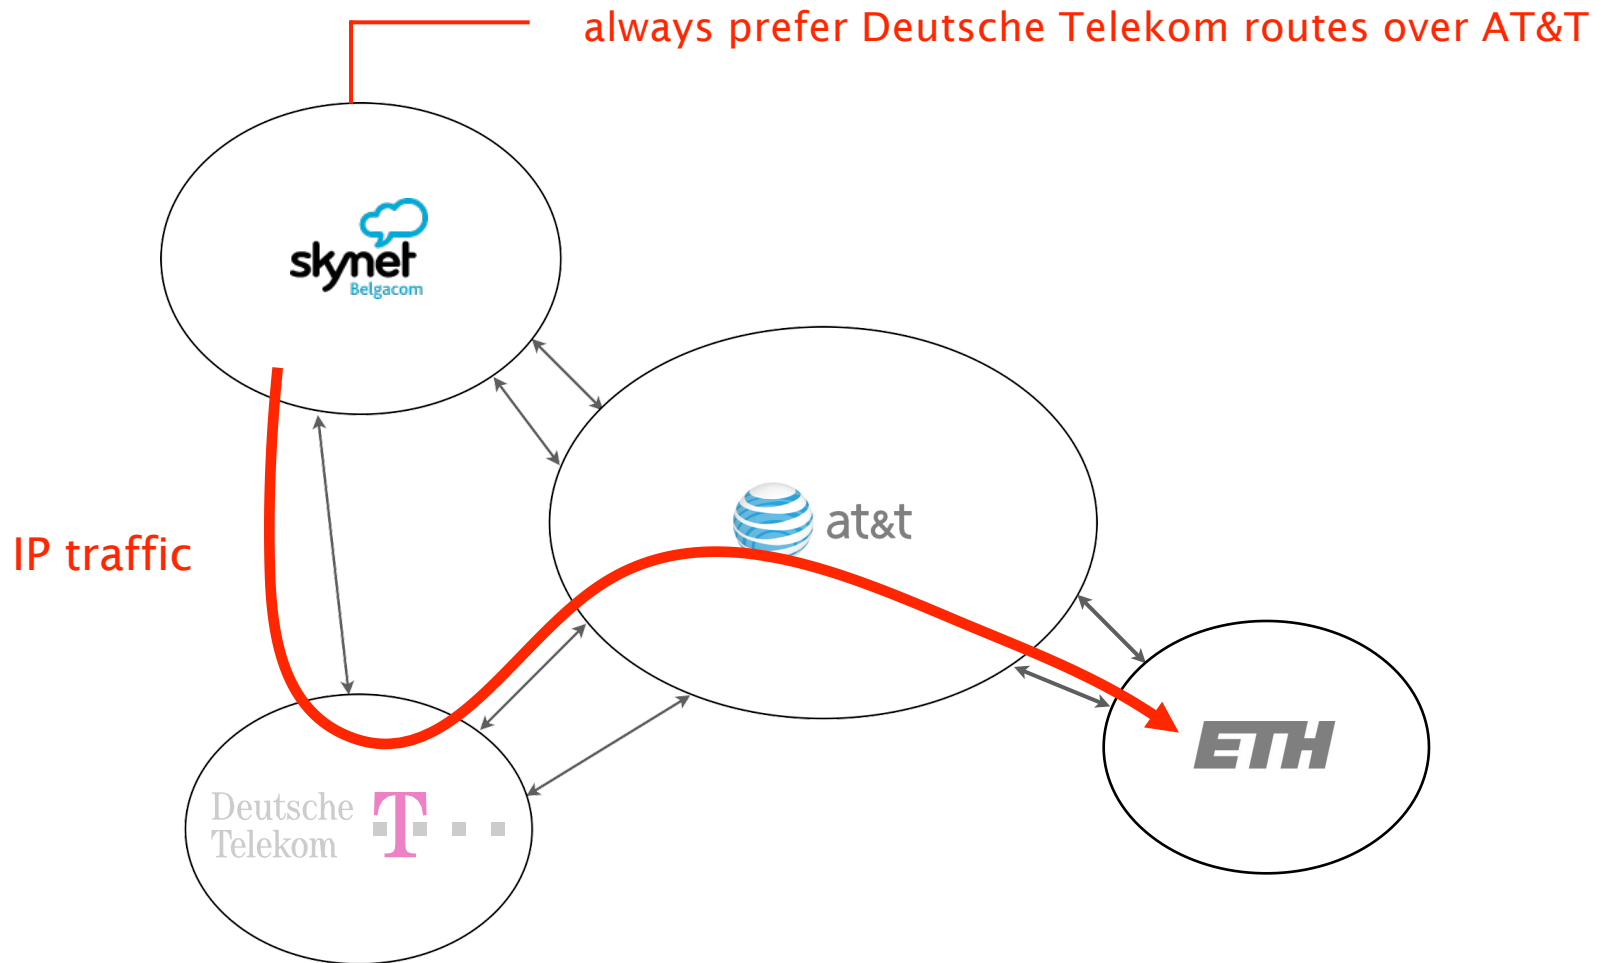 always prefer Deutsche Telekom routes over AT&T
skynet
Belgacom
at&t
IP traffic
ETH
Deutsche
Telekom
T